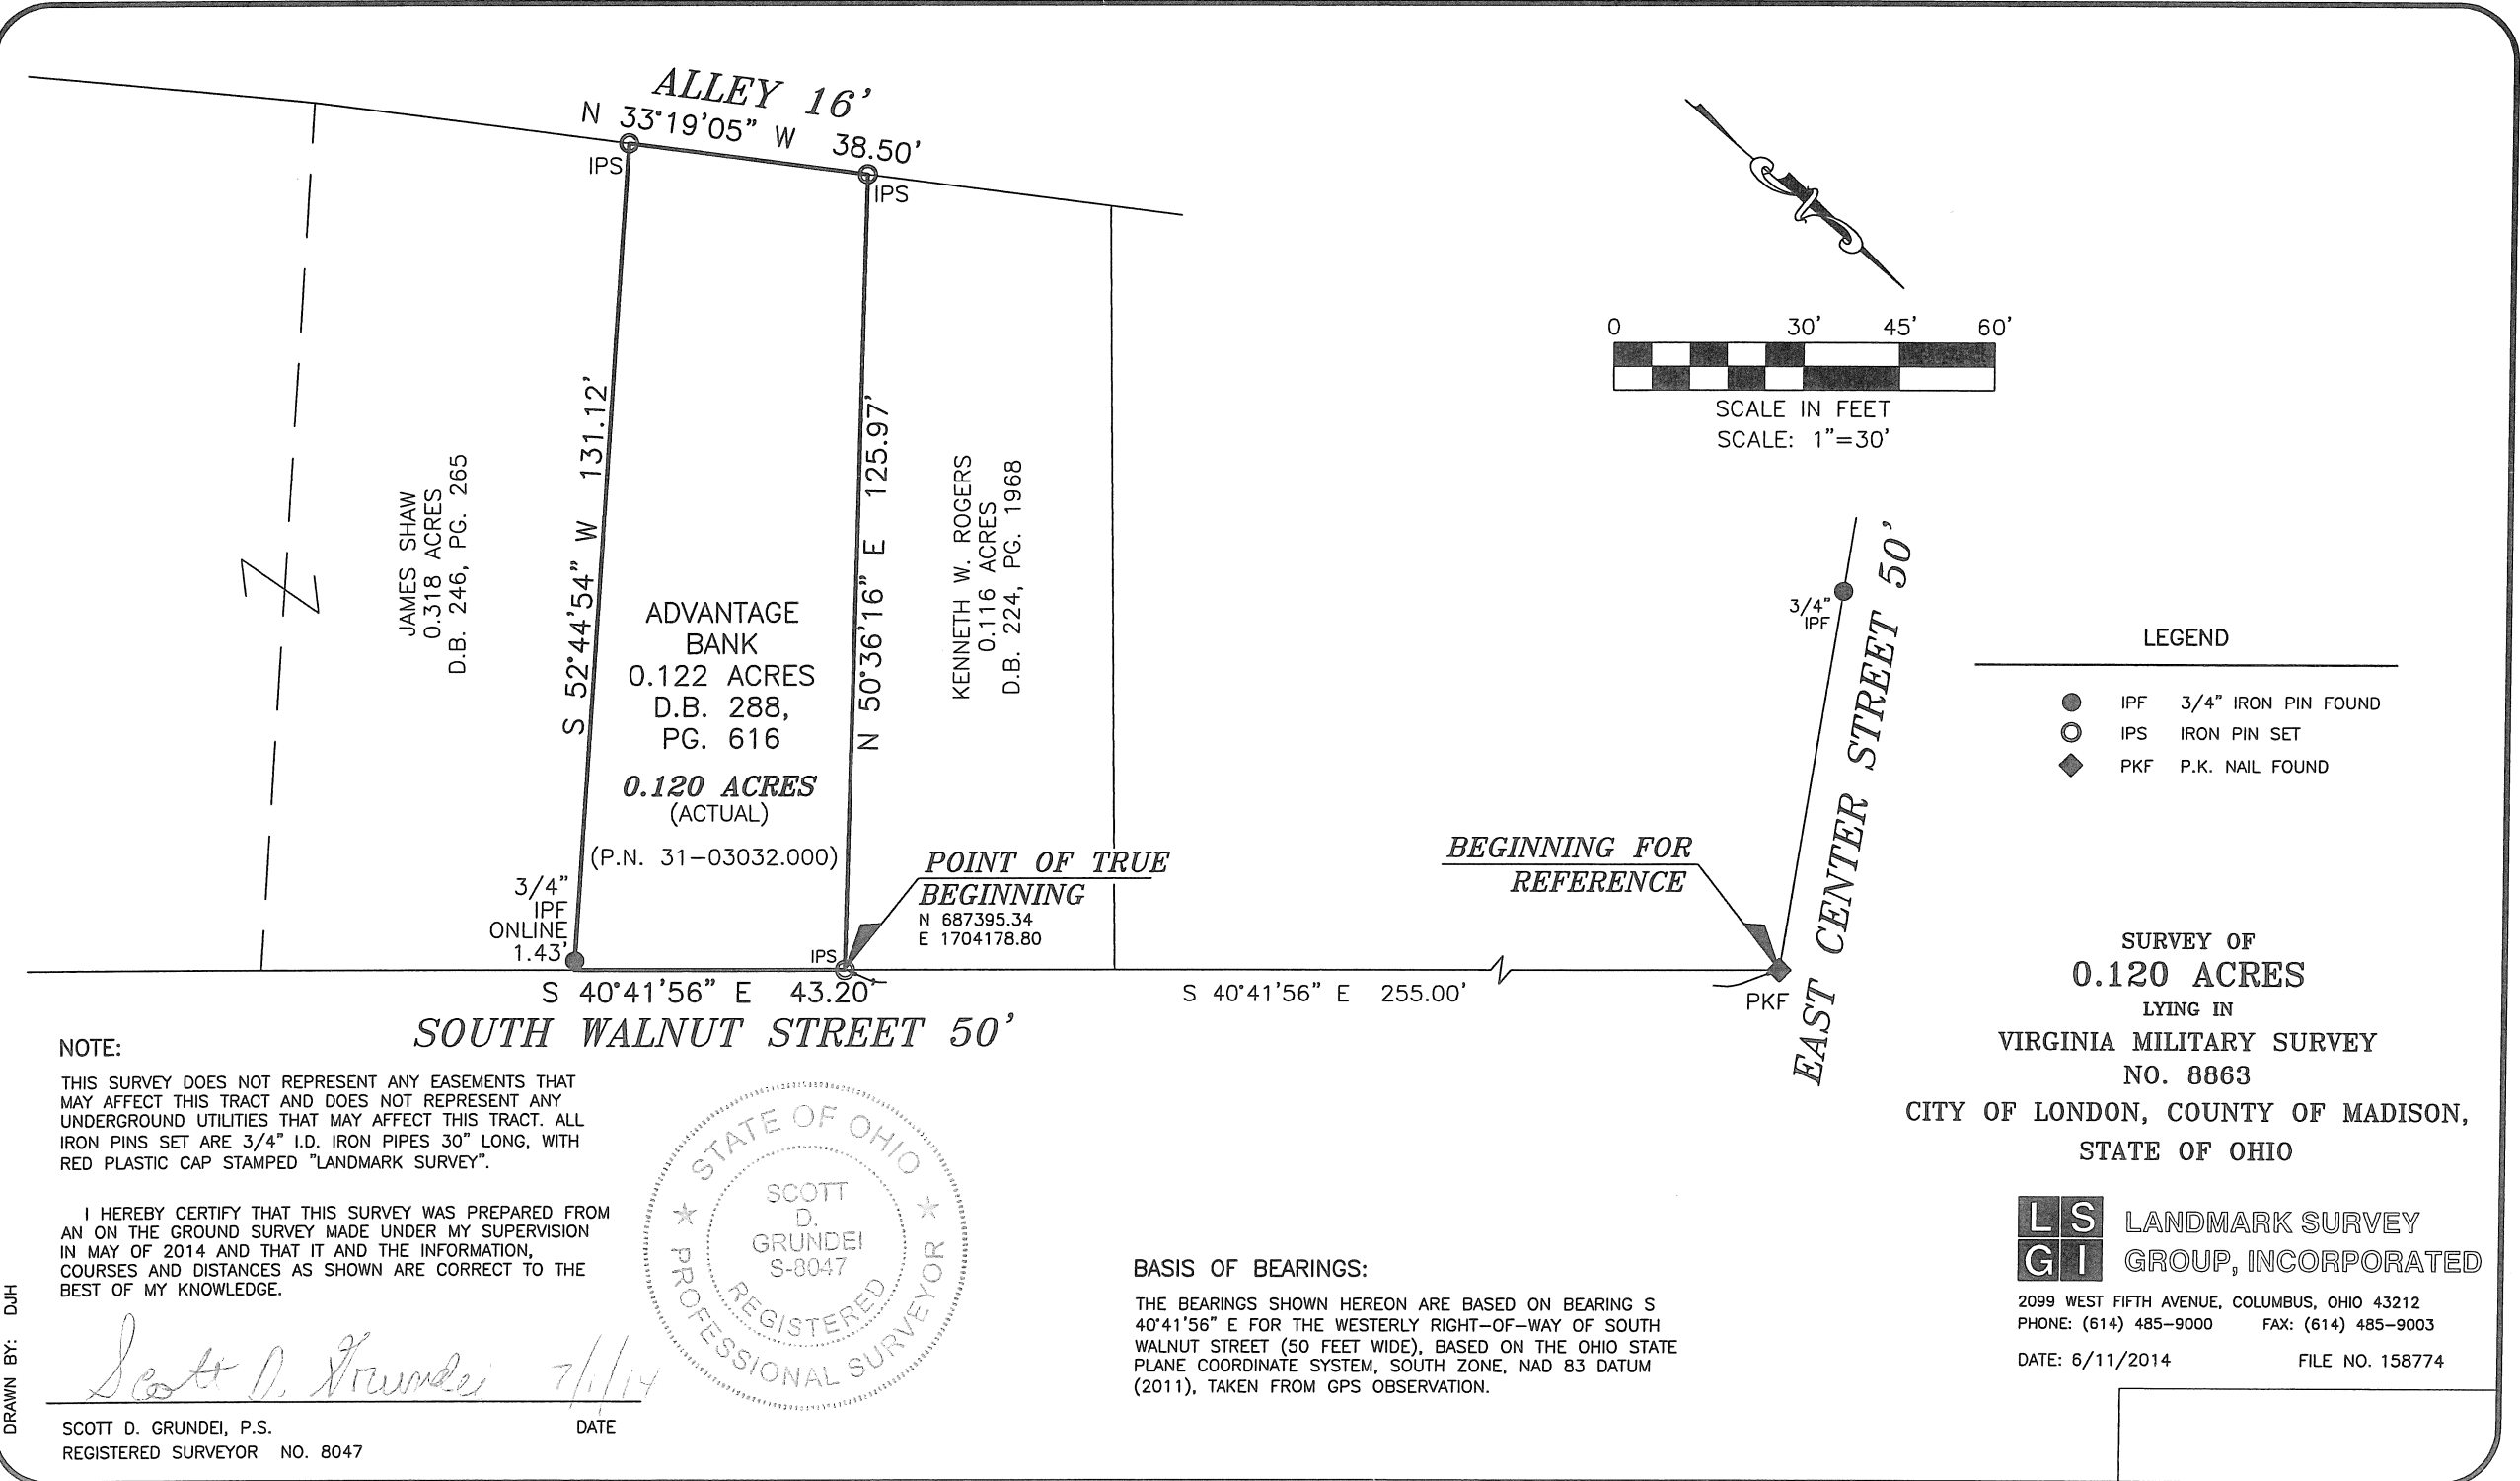 ALLEY 16'
N 33°19'05" W 38.50'
IPS
IPS
S 52°44'54" W 131.12'
N 50°36'16" E 125.97'
JAMES SHAW
0.318 ACRES
D.B. 246, PG. 265
ADVANTAGE
BANK
0.122 ACRES
D.B. 288,
PG. 616
0.120 ACRES
(ACTUAL)
(P.N. 31-03032.000)
KENNETH W. ROGERS
0.116 ACRES
D.B. 224, PG. 1968
3/4"
IPF
ONLINE
1.43'
IPS
POINT OF TRUE
BEGINNING
N 687395.34
E 1704178.80
S 40°41'56" E 43.20'
S 40°41'56" E 255.00'
SOUTH WALNUT STREET 50'
BEGINNING FOR
REFERENCE
PKF
3/4"
IPF
EAST CENTER STREET 50'
0 30' 45' 60'
SCALE IN FEET
SCALE: 1"=30'
LEGEND
IPF 3/4" IRON PIN FOUND
IPS IRON PIN SET
PKF P.K. NAIL FOUND
SURVEY OF
0.120 ACRES
LYING IN
VIRGINIA MILITARY SURVEY
NO. 8863
CITY OF LONDON, COUNTY OF MADISON,
STATE OF OHIO
LS
GI
LANDMARK SURVEY
GROUP, INCORPORATED
2099 WEST FIFTH AVENUE, COLUMBUS, OHIO 43212
PHONE: (614) 485-9000 FAX: (614) 485-9003
DATE: 6/11/2014 FILE NO. 158774
NOTE:
THIS SURVEY DOES NOT REPRESENT ANY EASEMENTS THAT
MAY AFFECT THIS TRACT AND DOES NOT REPRESENT ANY
UNDERGROUND UTILITIES THAT MAY AFFECT THIS TRACT. ALL
IRON PINS SET ARE 3/4" I.D. IRON PIPES 30" LONG, WITH
RED PLASTIC CAP STAMPED "LANDMARK SURVEY".
I HEREBY CERTIFY THAT THIS SURVEY WAS PREPARED FROM
AN ON THE GROUND SURVEY MADE UNDER MY SUPERVISION
IN MAY OF 2014 AND THAT IT AND THE INFORMATION,
COURSES AND DISTANCES AS SHOWN ARE CORRECT TO THE
BEST OF MY KNOWLEDGE.
Scott D. Grundei 7/1/14
SCOTT D. GRUNDEI, P.S. DATE
REGISTERED SURVEYOR NO. 8047
DRAWN BY: DJH
STATE OF OHIO
SCOTT
D.
GRUNDEI
S-8047
REGISTERED
PROFESSIONAL SURVEYOR
BASIS OF BEARINGS:
THE BEARINGS SHOWN HEREON ARE BASED ON BEARING S
40°41'56" E FOR THE WESTERLY RIGHT-OF-WAY OF SOUTH
WALNUT STREET (50 FEET WIDE), BASED ON THE OHIO STATE
PLANE COORDINATE SYSTEM, SOUTH ZONE, NAD 83 DATUM
(2011), TAKEN FROM GPS OBSERVATION.